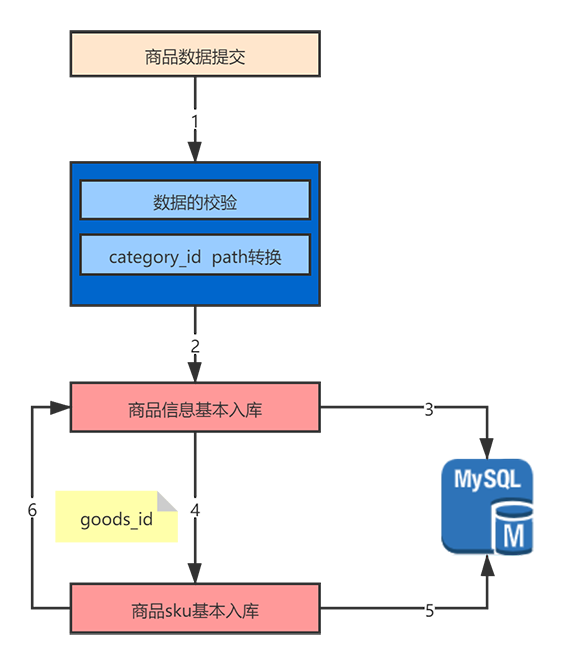 商品数据提交
1
数据的校验
category_id path转换
2
商品信息基本入库
3
MySQL
M
6
goods_id
4
商品sku基本入库
5